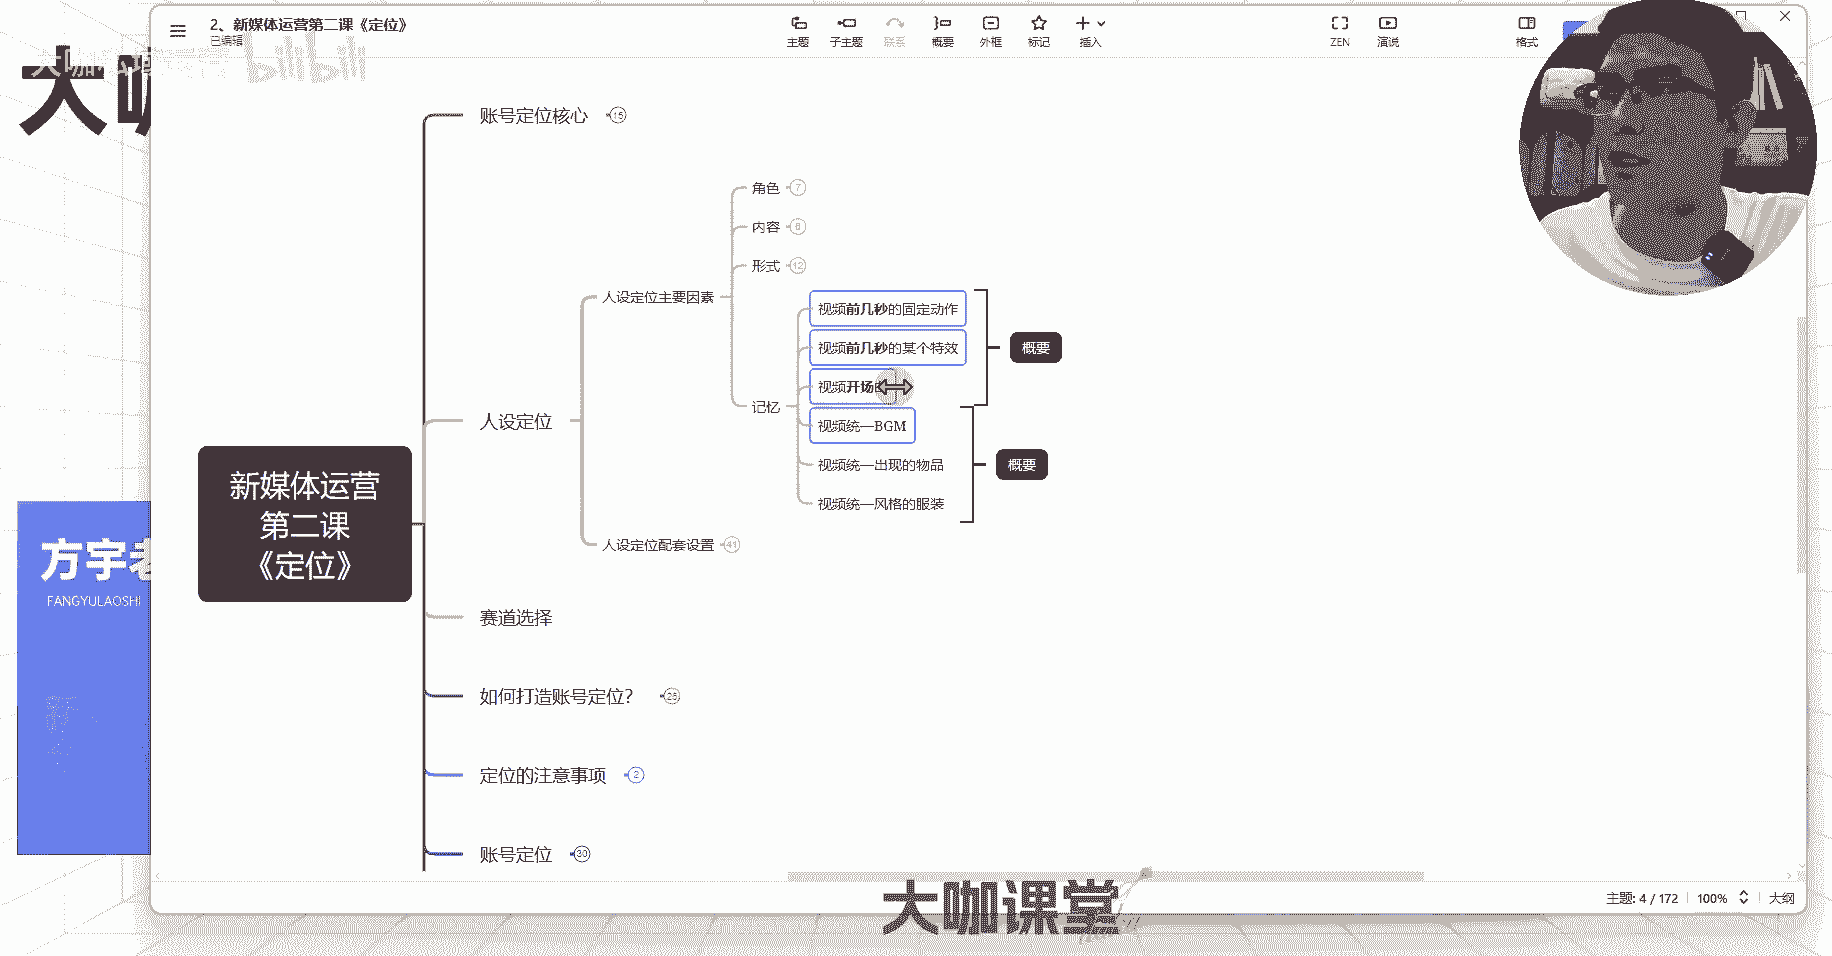 2、新媒体运营第二课《定位》
已编辑
主题
子主题
联系
概要
外框
标记
插入
ZEN
演说
格式
bilibili
大咖
账号定位核心
15
角色
7
内容
6
形式
12
人设定位主要因素
视频前几秒的固定动作
视频前几秒的某个特效
概要
视频开场
记忆
人设定位
视频统一BGM
视频统一出现的物品
概要
视频统一风格的服装
新媒体运营
第二课
《定位》
人设定位配套设置
41
方宇老
FANGYULAOSHI
赛道选择
如何打造账号定位？
26
定位的注意事项
2
账号定位
30
主题: 4 / 172
100%
大纲
大咖课堂